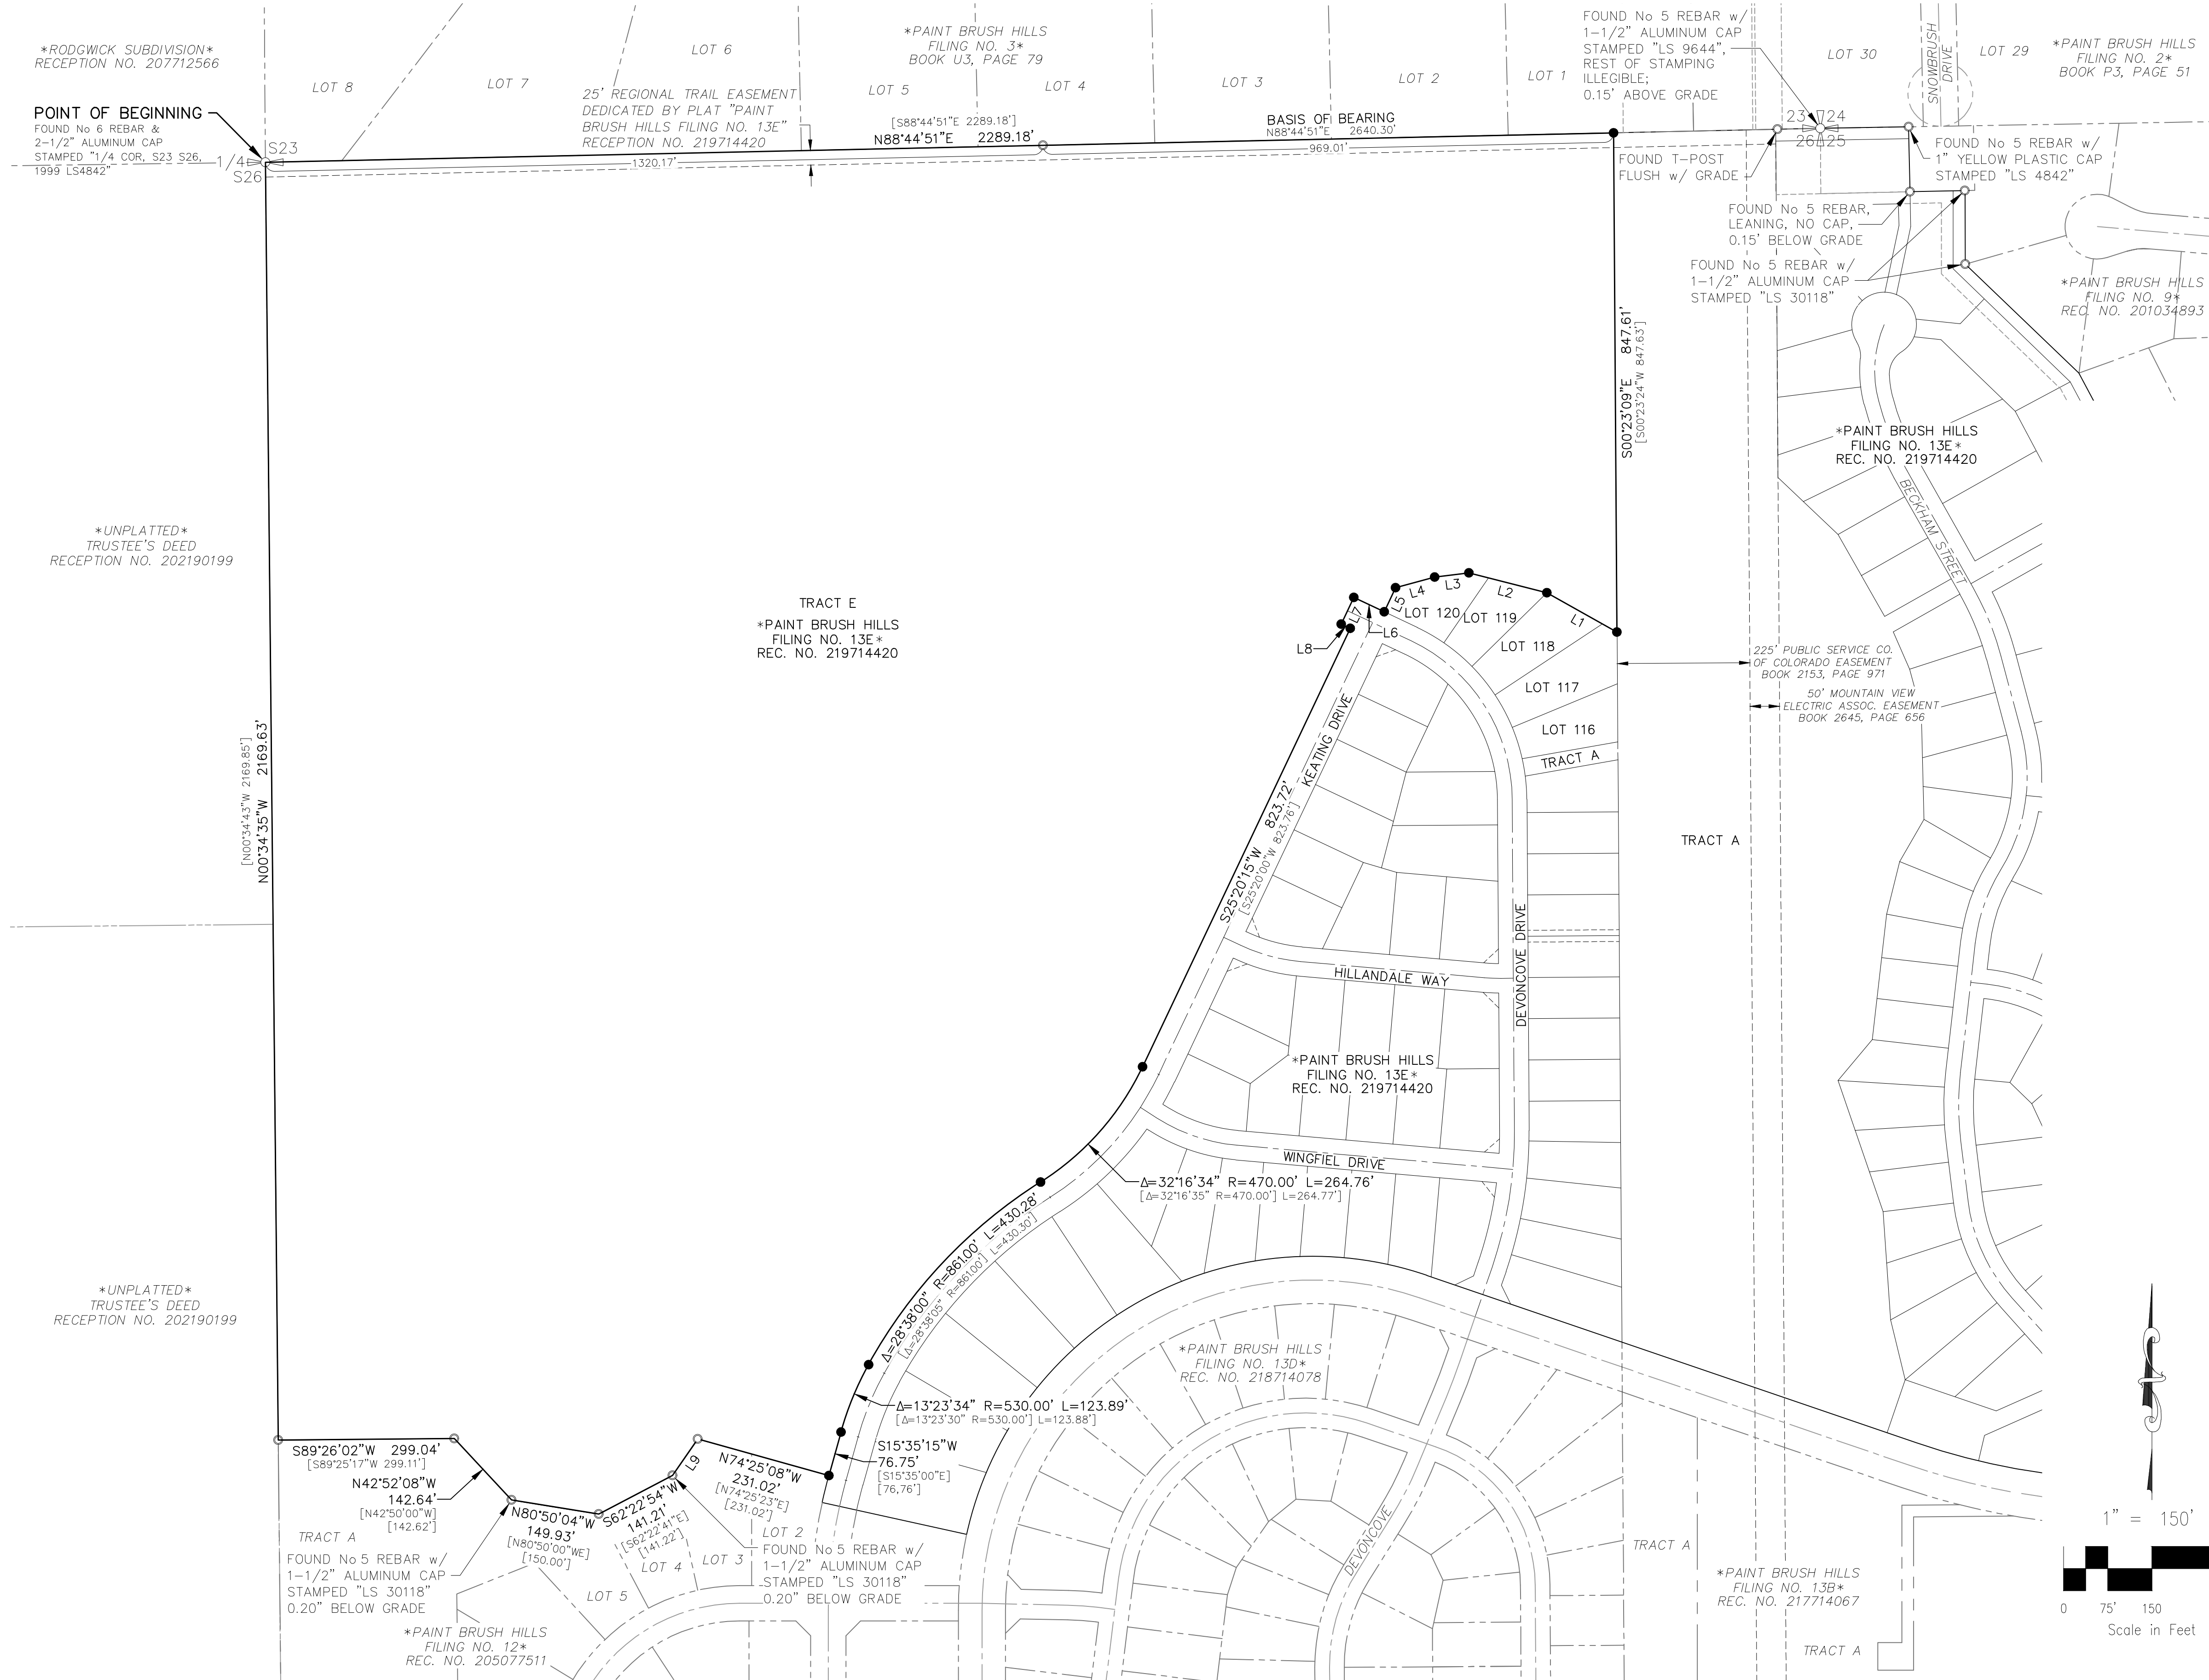 *RODGWICK SUBDIVISION*
RECEPTION NO. 207712566
LOT 8
LOT 7
LOT 6
*PAINT BRUSH HILLS
FILING NO. 3*
BOOK U3, PAGE 79
LOT 5
LOT 4
LOT 3
LOT 2
LOT 1
25' REGIONAL TRAIL EASEMENT
DEDICATED BY PLAT "PAINT
BRUSH HILLS FILING NO. 13E"
RECEPTION NO. 219714420
FOUND No 5 REBAR w/
1-1/2" ALUMINUM CAP
STAMPED "LS 9644",
REST OF STAMPING
ILLEGIBLE;
0.15' ABOVE GRADE
LOT 30
SNOWBRUSH
DRIVE
LOT 29
*PAINT BRUSH HILLS
FILING NO. 2*
BOOK P3, PAGE 51
POINT OF BEGINNING
FOUND No 6 REBAR &
2-1/2" ALUMINUM CAP
STAMPED "1/4 COR, S23 S26,
1999 LS4842"
1/4
S23
S26
[S88°44'51"E 2289.18']
N88°44'51"E 2289.18'
1320.17'
BASIS OF BEARING
N88°44'51"E 2640.30'
969.01'
23 24
26 25
FOUND T-POST
FLUSH w/ GRADE
FOUND No 5 REBAR w/
1" YELLOW PLASTIC CAP
STAMPED "LS 4842"
FOUND No 5 REBAR,
LEANING, NO CAP,
0.15' BELOW GRADE
FOUND No 5 REBAR w/
1-1/2" ALUMINUM CAP
STAMPED "LS 30118"
*PAINT BRUSH HILLS
FILING NO. 9*
REC. NO. 201034893
S00°23'09"E 847.61'
[S00°23'24"W 847.63']
*PAINT BRUSH HILLS
FILING NO. 13E*
REC. NO. 219714420
BECKHAM STREET
*UNPLATTED*
TRUSTEE'S DEED
RECEPTION NO. 202190199
TRACT E
*PAINT BRUSH HILLS
FILING NO. 13E*
REC. NO. 219714420
L8
L7
L6
L5
L4
L3
L2
L1
LOT 120
LOT 119
LOT 118
LOT 117
LOT 116
TRACT A
225' PUBLIC SERVICE CO.
OF COLORADO EASEMENT
BOOK 2153, PAGE 971
50' MOUNTAIN VIEW
ELECTRIC ASSOC. EASEMENT
BOOK 2645, PAGE 656
TRACT A
[N00°34'43"W 2169.85']
N00°34'35"W 2169.63'
S25°20'15"W 823.72'
[S25°20'00"W 823.76']
KEATING DRIVE
DEVONCOVE DRIVE
HILLANDALE WAY
*PAINT BRUSH HILLS
FILING NO. 13E*
REC. NO. 219714420
WINGFIEL DRIVE
Δ=32°16'34" R=470.00' L=264.76'
[Δ=32°16'35" R=470.00'] L=264.77']
Δ=28°38'00" R=861.00' L=430.28'
[Δ=28°38'05" R=861.00'] L=430.30']
*UNPLATTED*
TRUSTEE'S DEED
RECEPTION NO. 202190199
*PAINT BRUSH HILLS
FILING NO. 13D*
REC. NO. 218714078
Δ=13°23'34" R=530.00' L=123.89'
[Δ=13°23'30" R=530.00'] L=123.88']
S15°35'15"W
76.75'
[S15°35'00"E]
[76,76']
S89°26'02"W 299.04'
[S89°25'17"W 299.11']
N42°52'08"W
142.64'
[N42°50'00"W]
[142.62']
N80°50'04"W
149.93'
[N80°50'00"WE]
[150.00']
S62°22'54"W
141.21'
[S62°22'41"E]
[141.22']
L9
N74°25'08"W
231.02'
[N74°25'23"E]
[231.02']
TRACT A
FOUND No 5 REBAR w/
1-1/2" ALUMINUM CAP
STAMPED "LS 30118"
0.20" BELOW GRADE
LOT 5
LOT 4
LOT 3
LOT 2
FOUND No 5 REBAR w/
1-1/2" ALUMINUM CAP
STAMPED "LS 30118"
0.20" BELOW GRADE
*PAINT BRUSH HILLS
FILING NO. 12*
REC. NO. 205077511
DEVONCOVE
TRACT A
*PAINT BRUSH HILLS
FILING NO. 13B*
REC. NO. 217714067
TRACT A
1" = 150'
0 75' 150
Scale in Feet